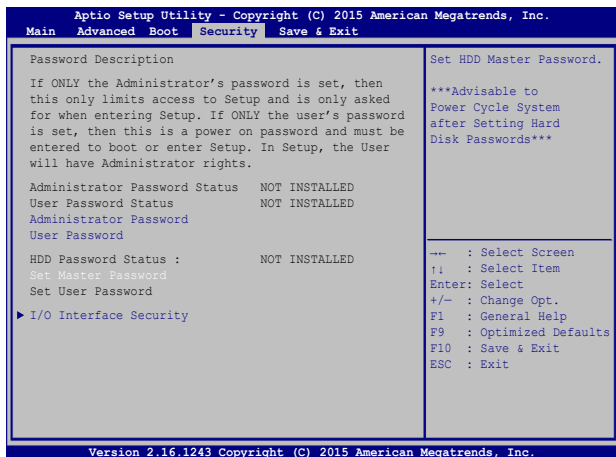 Aptio Setup Utility - Copyright (C) 2015 American Megatrends, Inc.
Main Advanced Boot Security Save & Exit
Password Description
If ONLY the Administrator's password is set, then
this only limits access to Setup and is only asked
for when entering Setup. If ONLY the user's password
is set, then this is a power on password and must be
entered to boot or enter Setup. In Setup, the User
will have Administrator rights.
Administrator Password Status NOT INSTALLED
User Password Status NOT INSTALLED
Administrator Password
User Password
HDD Password Status : NOT INSTALLED
Set Master Password
Set User Password
I/O Interface Security
Set HDD Master Password.
***Advisable to
Power Cycle System
after Setting Hard
Disk Passwords***
→← : Select Screen
↑↓ : Select Item
Enter: Select
+/— : Change Opt.
F1 : General Help
F9 : Optimized Defaults
F10 : Save & Exit
ESC : Exit
Version 2.16.1243 Copyright (C) 2015 American Megatrends, Inc.